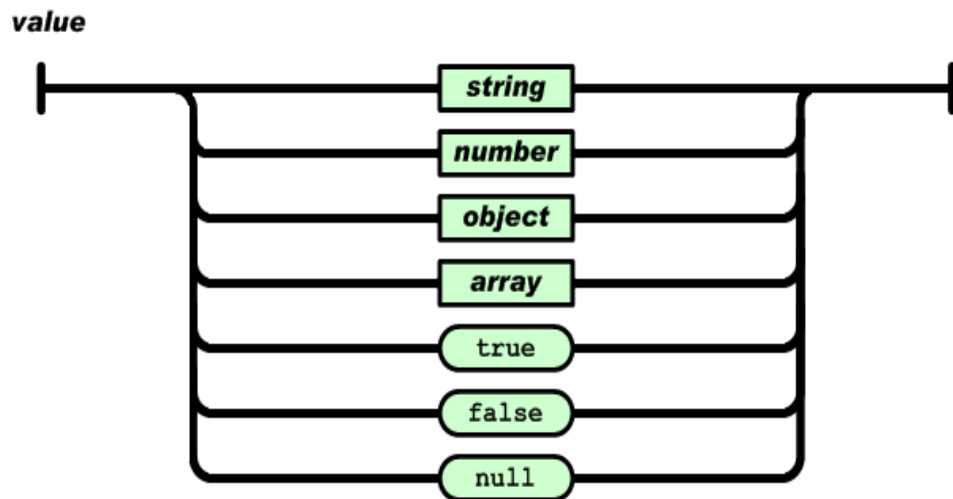 value
string
number
object
array
true
false
null